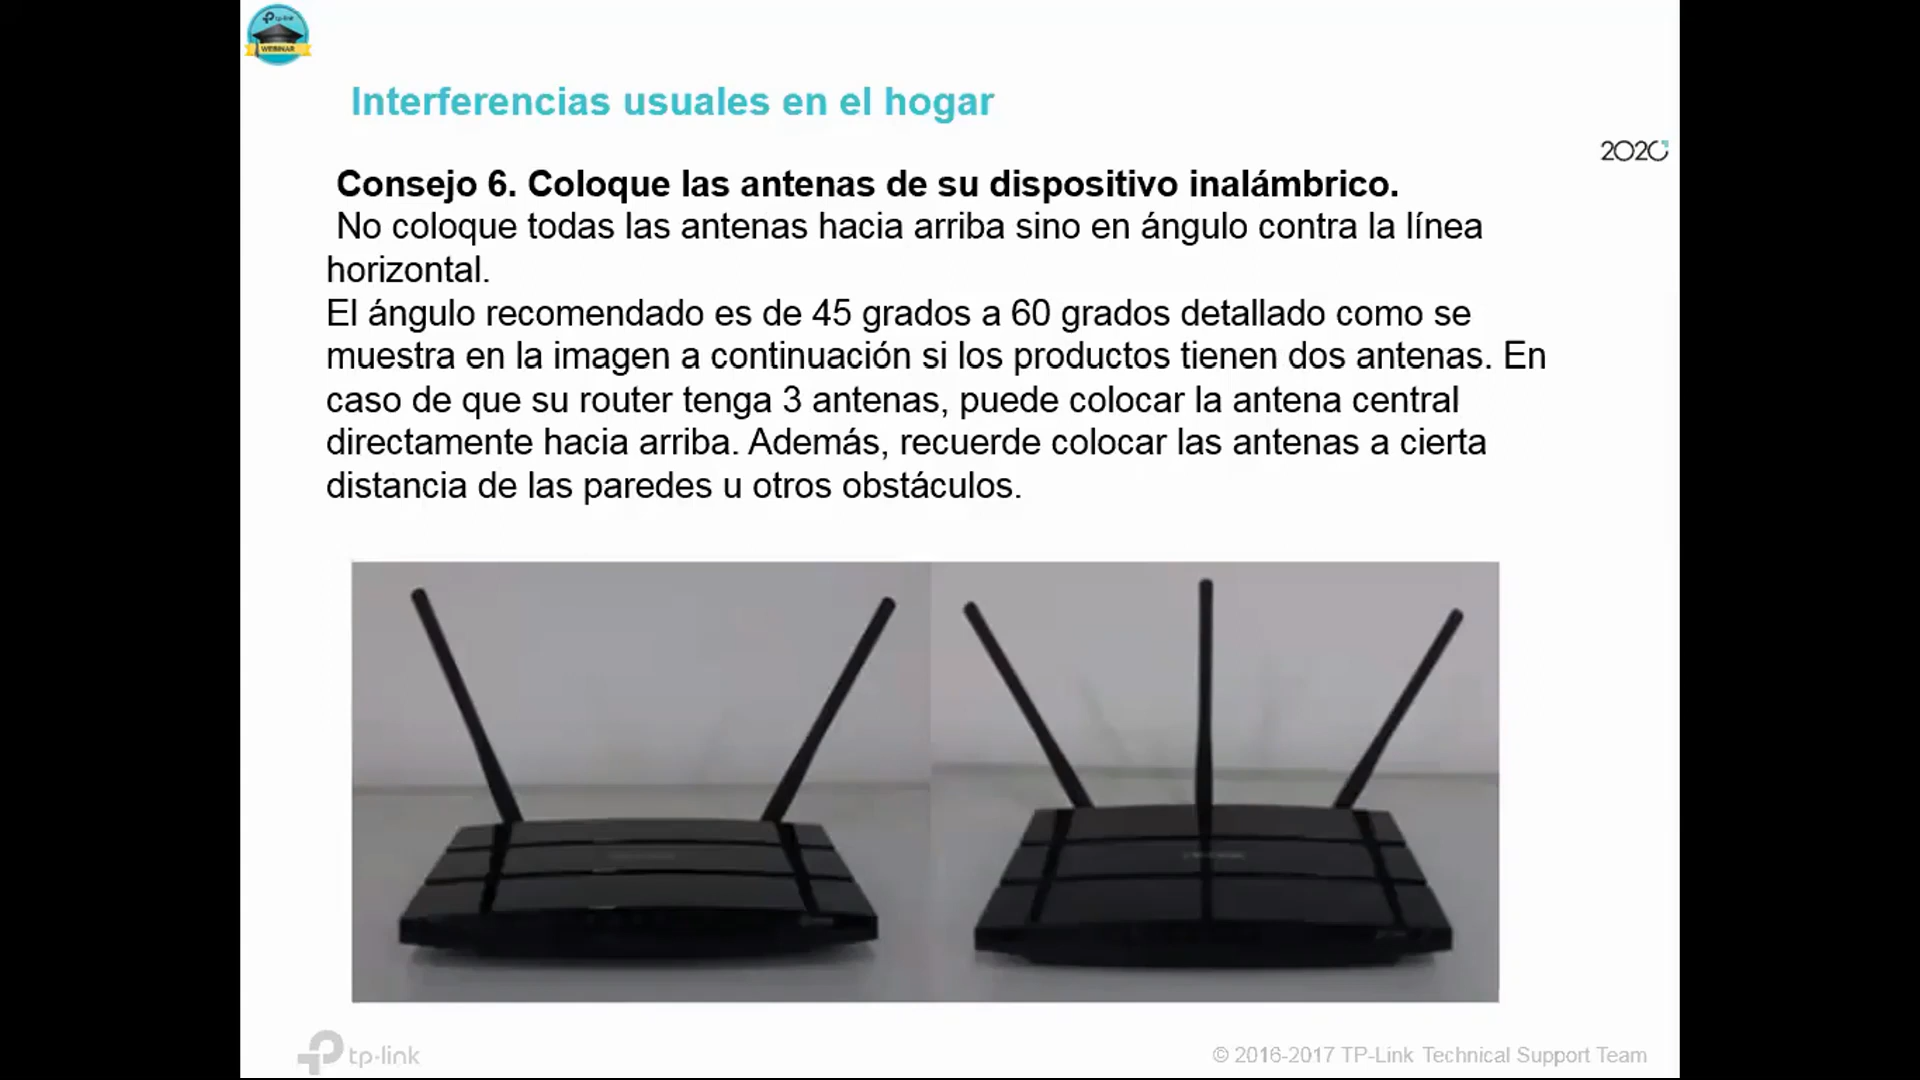 tp-link
WEBINAR
Interferencias usuales en el hogar
2020
Consejo 6. Coloque las antenas de su dispositivo inalámbrico.
No coloque todas las antenas hacia arriba sino en ángulo contra la línea
horizontal.
El ángulo recomendado es de 45 grados a 60 grados detallado como se
muestra en la imagen a continuación si los productos tienen dos antenas. En
caso de que su router tenga 3 antenas, puede colocar la antena central
directamente hacia arriba. Además, recuerde colocar las antenas a cierta
distancia de las paredes u otros obstáculos.
tp-link
© 2016-2017 TP-Link Technical Support Team